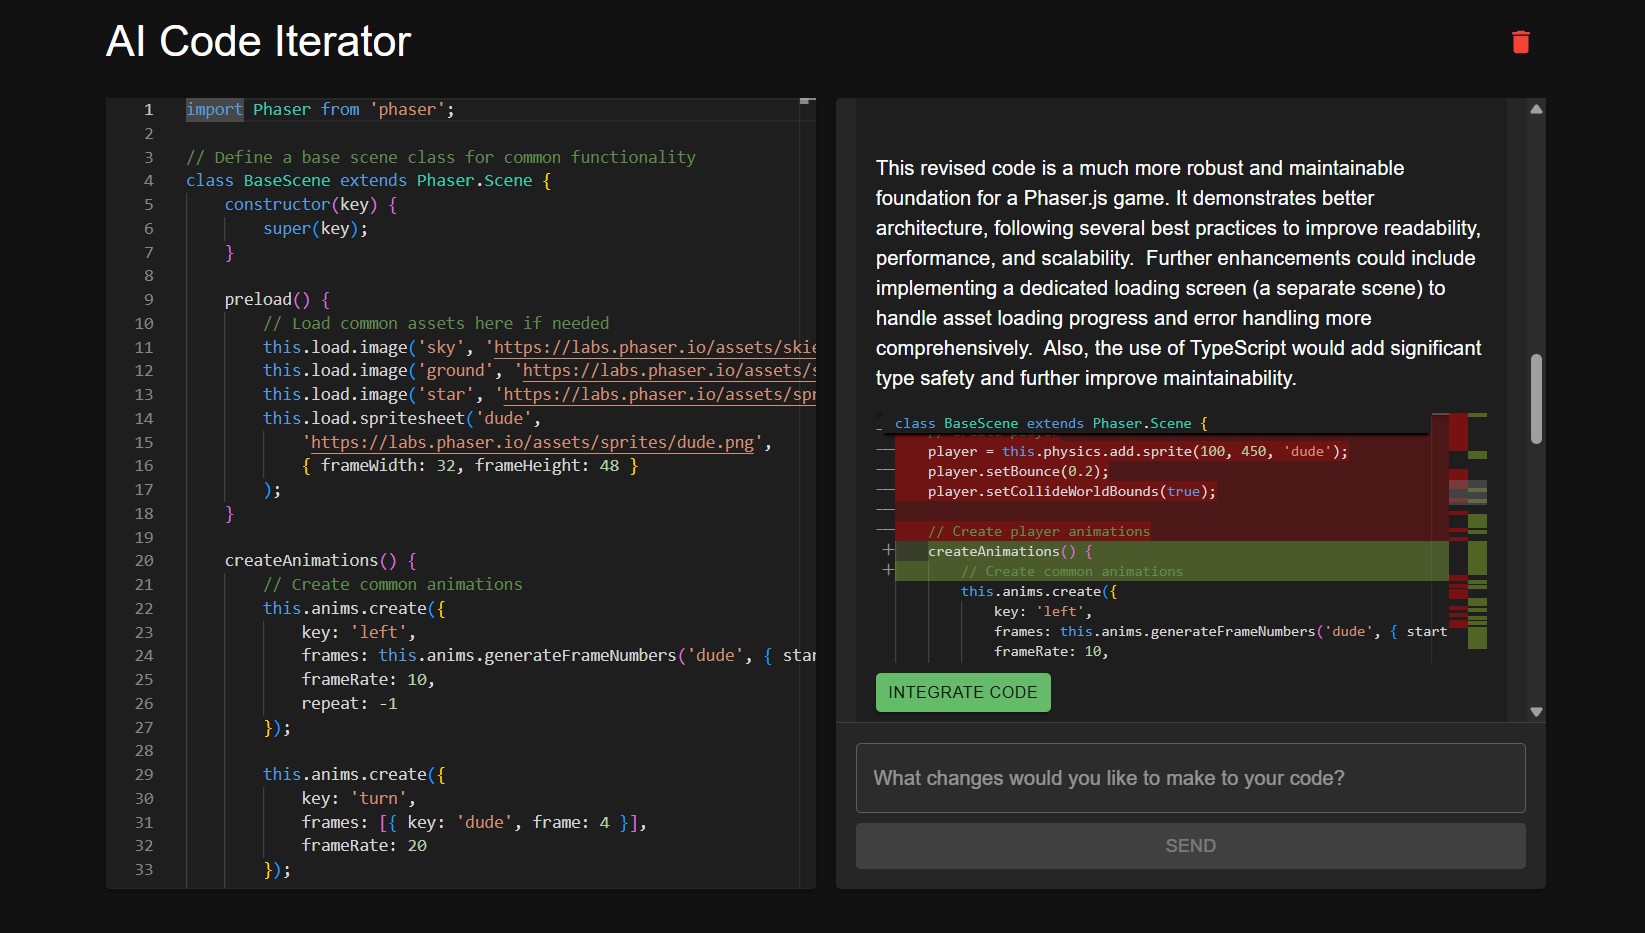 AI Code Iterator
1 import Phaser from 'phaser';
2
3 // Define a base scene class for common functionality
4 class BaseScene extends Phaser.Scene {
5 constructor(key) {
6 super(key);
7 }
8
9 preload() {
10 // Load common assets here if needed
11 this.load.image('sky', 'https://labs.phaser.io/assets/skie
12 this.load.image('ground', 'https://labs.phaser.io/assets/s
13 this.load.image('star', 'https://labs.phaser.io/assets/spr
14 this.load.spritesheet('dude',
15 'https://labs.phaser.io/assets/sprites/dude.png',
16 { frameWidth: 32, frameHeight: 48 }
17 );
18 }
19
20 createAnimations() {
21 // Create common animations
22 this.anims.create({
23 key: 'left',
24 frames: this.anims.generateFrameNumbers('dude', { star
25 frameRate: 10,
26 repeat: -1
27 });
28
29 this.anims.create({
30 key: 'turn',
31 frames: [{ key: 'dude', frame: 4 }],
32 frameRate: 20
33 });
This revised code is a much more robust and maintainable
foundation for a Phaser.js game. It demonstrates better
architecture, following several best practices to improve readability,
performance, and scalability. Further enhancements could include
implementing a dedicated loading screen (a separate scene) to
handle asset loading progress and error handling more
comprehensively. Also, the use of TypeScript would add significant
type safety and further improve maintainability.
class BaseScene extends Phaser.Scene {
player = this.physics.add.sprite(100, 450, 'dude');
player.setBounce(0.2);
player.setCollideWorldBounds(true);
// Create player animations
+ createAnimations() {
+ // Create common animations
this.anims.create({
key: 'left',
frames: this.anims.generateFrameNumbers('dude', { start
frameRate: 10,
INTEGRATE CODE
What changes would you like to make to your code?
SEND